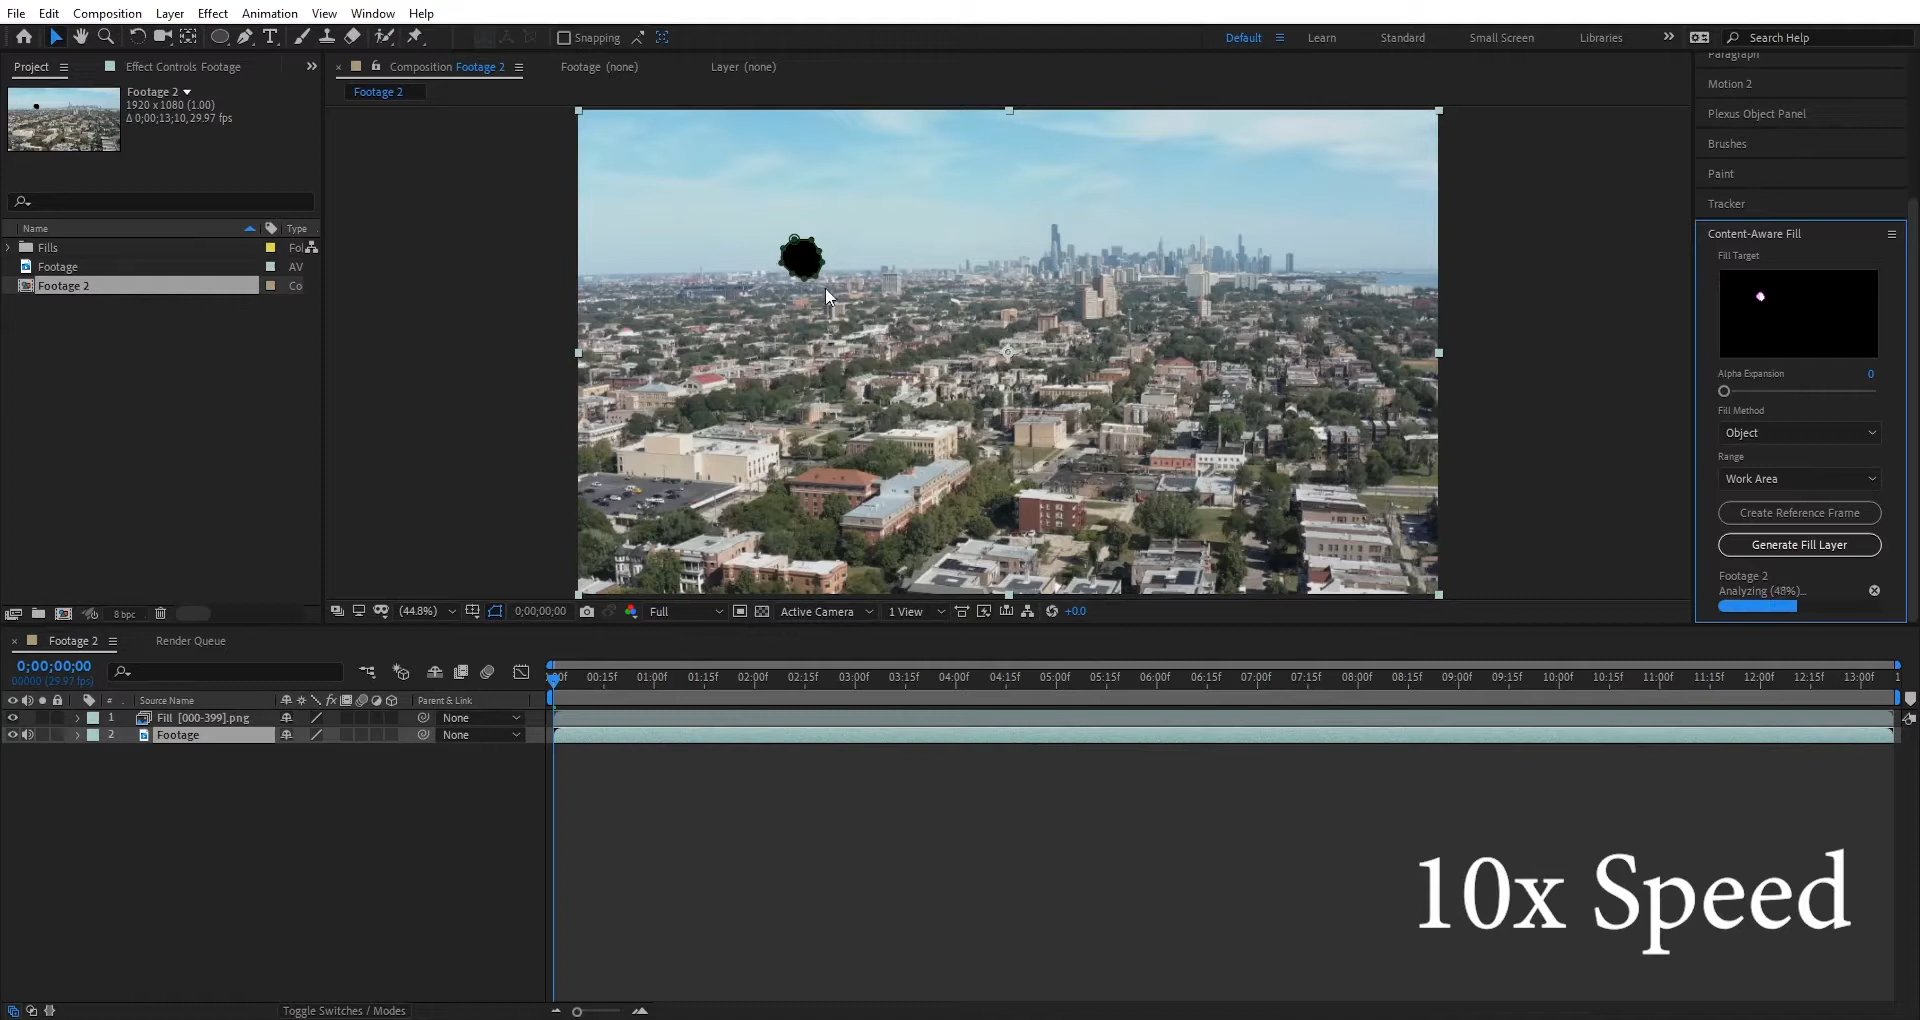 File Edit Composition Layer Effect Animation View Window Help
Snapping
Default Learn Standard Small Screen Libraries Search Help
Project Effect Controls Footage
Composition Footage 2 Footage (none) Layer (none)
Footage 2
Footage 2
1920 x 1080 (1.00)
Δ 0;00;13;10, 29.97 fps
Name Type
Fills Fol
Footage AV
Footage 2 Co
8 bpc
(44.8%) 0;00;00;00 Full Active Camera 1 View +0.0
Paragraph
Motion 2
Plexus Object Panel
Brushes
Paint
Tracker
Content-Aware Fill
Fill Target
Alpha Expansion 0
Fill Method
Object
Range
Work Area
Create Reference Frame
Generate Fill Layer
Footage 2
Analyzing (48%)...
Footage 2 Render Queue
0;00;00;00
00000 (29.97 fps)
:00f 00:15f 01:00f 01:15f 02:00f 02:15f 03:00f 03:15f 04:00f 04:15f 05:00f 05:15f 06:00f 06:15f 07:00f 07:15f 08:00f 08:15f 09:00f 09:15f 10:00f 10:15f 11:00f 11:15f 12:00f 12:15f 13:00f 1
# Source Name fx Parent & Link
1 Fill [000-399].png None
2 Footage None
10x Speed
Toggle Switches / Modes